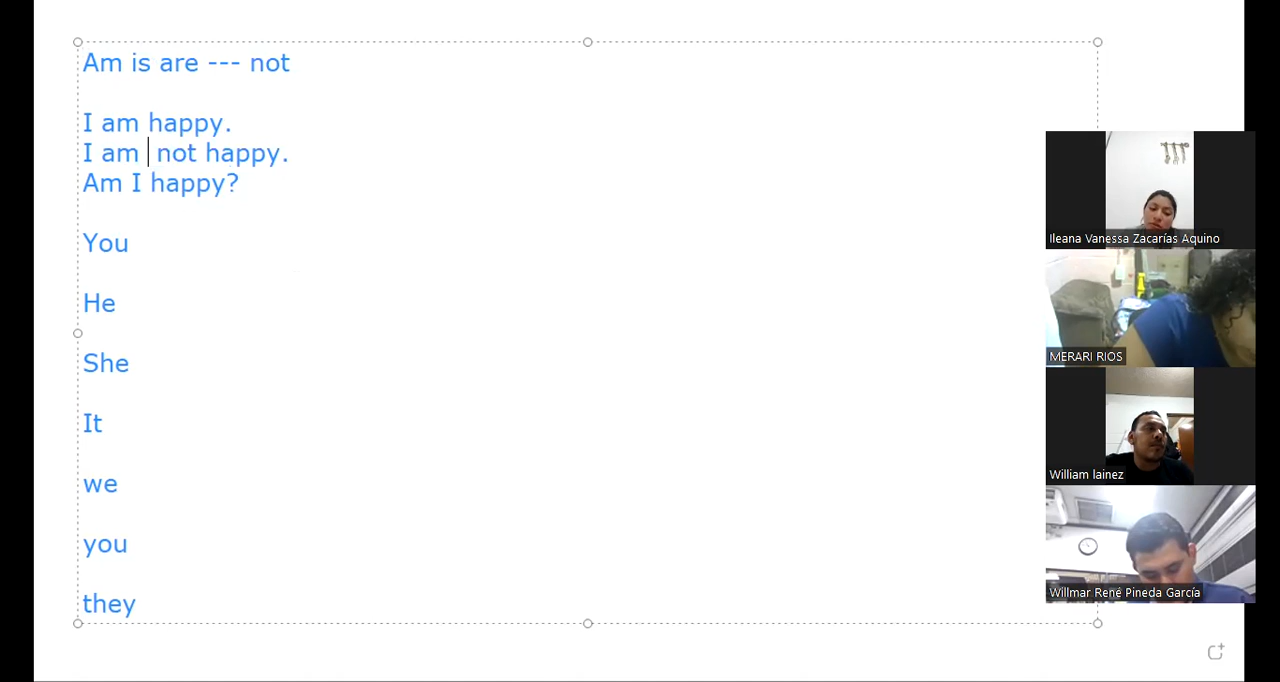 Am is are --- not
I am happy.
I am not happy.
Am I happy?
You
He
She
It
we
you
they
Ileana Vanessa Zacarías Aquino
MERARI RIOS
William lainez
Willmar René Pineda García